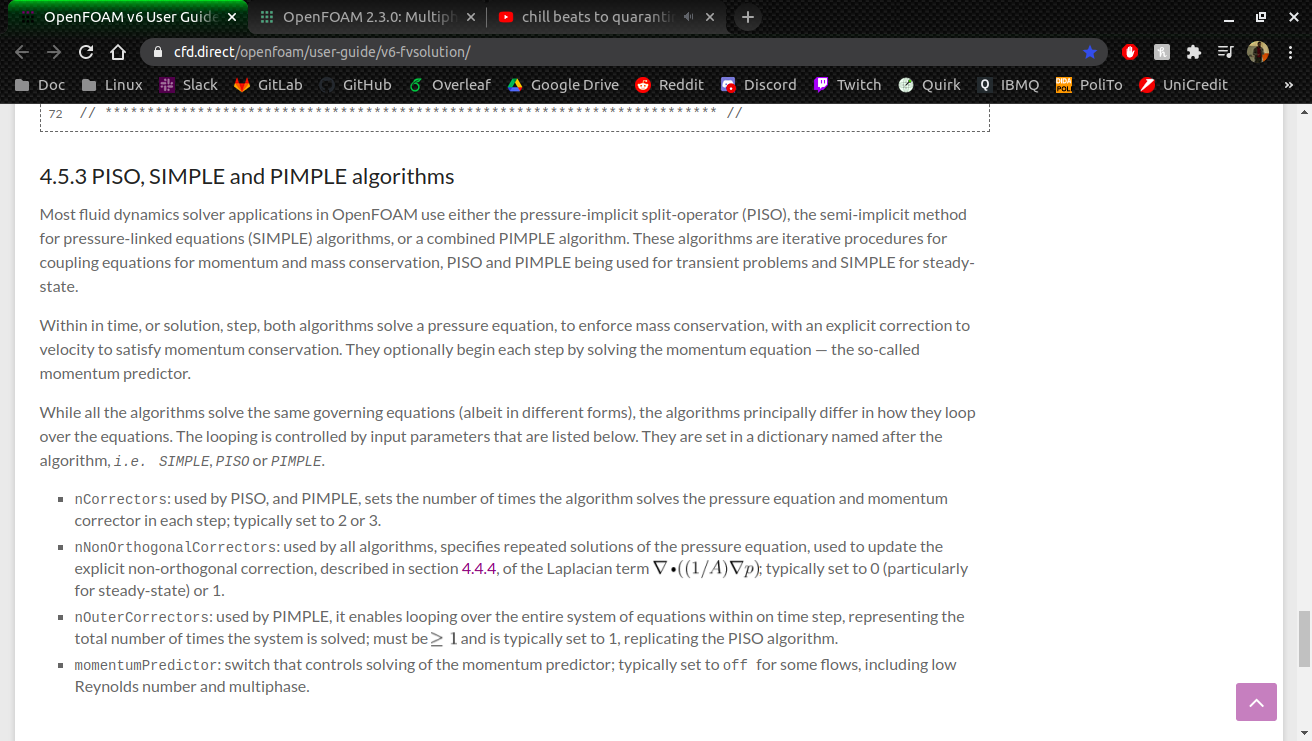 OpenFOAM v6 User Guide
OpenFOAM 2.3.0: Multiph
chill beats to quaranti
cfd.direct/openfoam/user-guide/v6-fvsolution/
Doc Linux Slack GitLab GitHub Overleaf Google Drive Reddit Discord Twitch Quirk IBMQ PoliTo UniCredit »
72 // ************************************************************************* //
4.5.3 PISO, SIMPLE and PIMPLE algorithms
Most fluid dynamics solver applications in OpenFOAM use either the pressure-implicit split-operator (PISO), the semi-implicit method
for pressure-linked equations (SIMPLE) algorithms, or a combined PIMPLE algorithm. These algorithms are iterative procedures for
coupling equations for momentum and mass conservation, PISO and PIMPLE being used for transient problems and SIMPLE for steady-
state.
Within in time, or solution, step, both algorithms solve a pressure equation, to enforce mass conservation, with an explicit correction to
velocity to satisfy momentum conservation. They optionally begin each step by solving the momentum equation — the so-called
momentum predictor.
While all the algorithms solve the same governing equations (albeit in different forms), the algorithms principally differ in how they loop
over the equations. The looping is controlled by input parameters that are listed below. They are set in a dictionary named after the
algorithm, i.e. SIMPLE, PISO or PIMPLE.
▪ nCorrectors: used by PISO, and PIMPLE, sets the number of times the algorithm solves the pressure equation and momentum
corrector in each step; typically set to 2 or 3.
▪ nNonOrthogonalCorrectors: used by all algorithms, specifies repeated solutions of the pressure equation, used to update the
explicit non-orthogonal correction, described in section 4.4.4, of the Laplacian term ∇•((1/A)∇p); typically set to 0 (particularly
for steady-state) or 1.
▪ nOuterCorrectors: used by PIMPLE, it enables looping over the entire system of equations within on time step, representing the
total number of times the system is solved; must be ≥ 1 and is typically set to 1, replicating the PISO algorithm.
▪ momentumPredictor: switch that controls solving of the momentum predictor; typically set to off for some flows, including low
Reynolds number and multiphase.